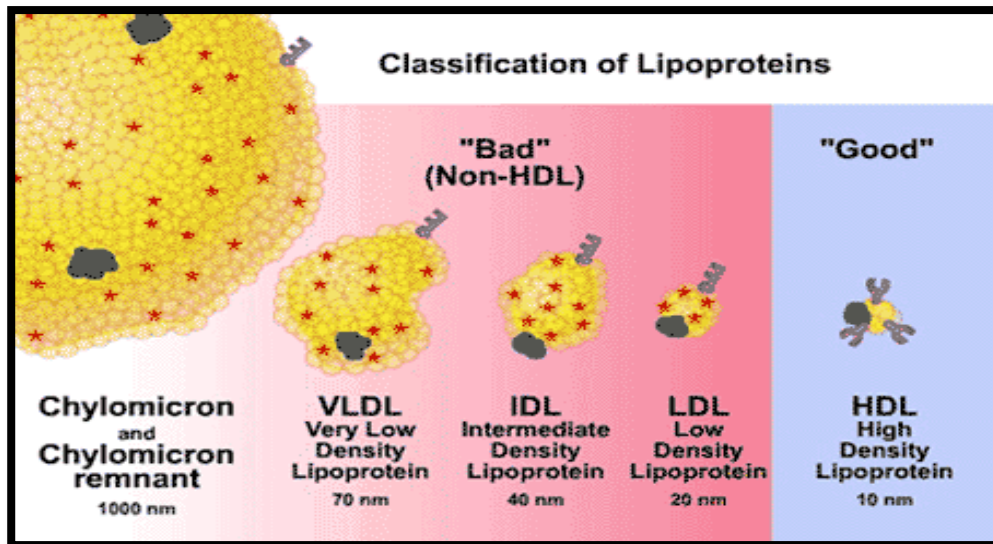 Classification of Lipoproteins
"Bad"
(Non-HDL)
"Good"
Chylomicron
and
Chylomicron
remnant
1000 nm
VLDL
Very Low
Density
Lipoprotein
70 nm
IDL
Intermediate
Density
Lipoprotein
40 nm
LDL
Low
Density
Lipoprotein
20 nm
HDL
High
Density
Lipoprotein
10 nm